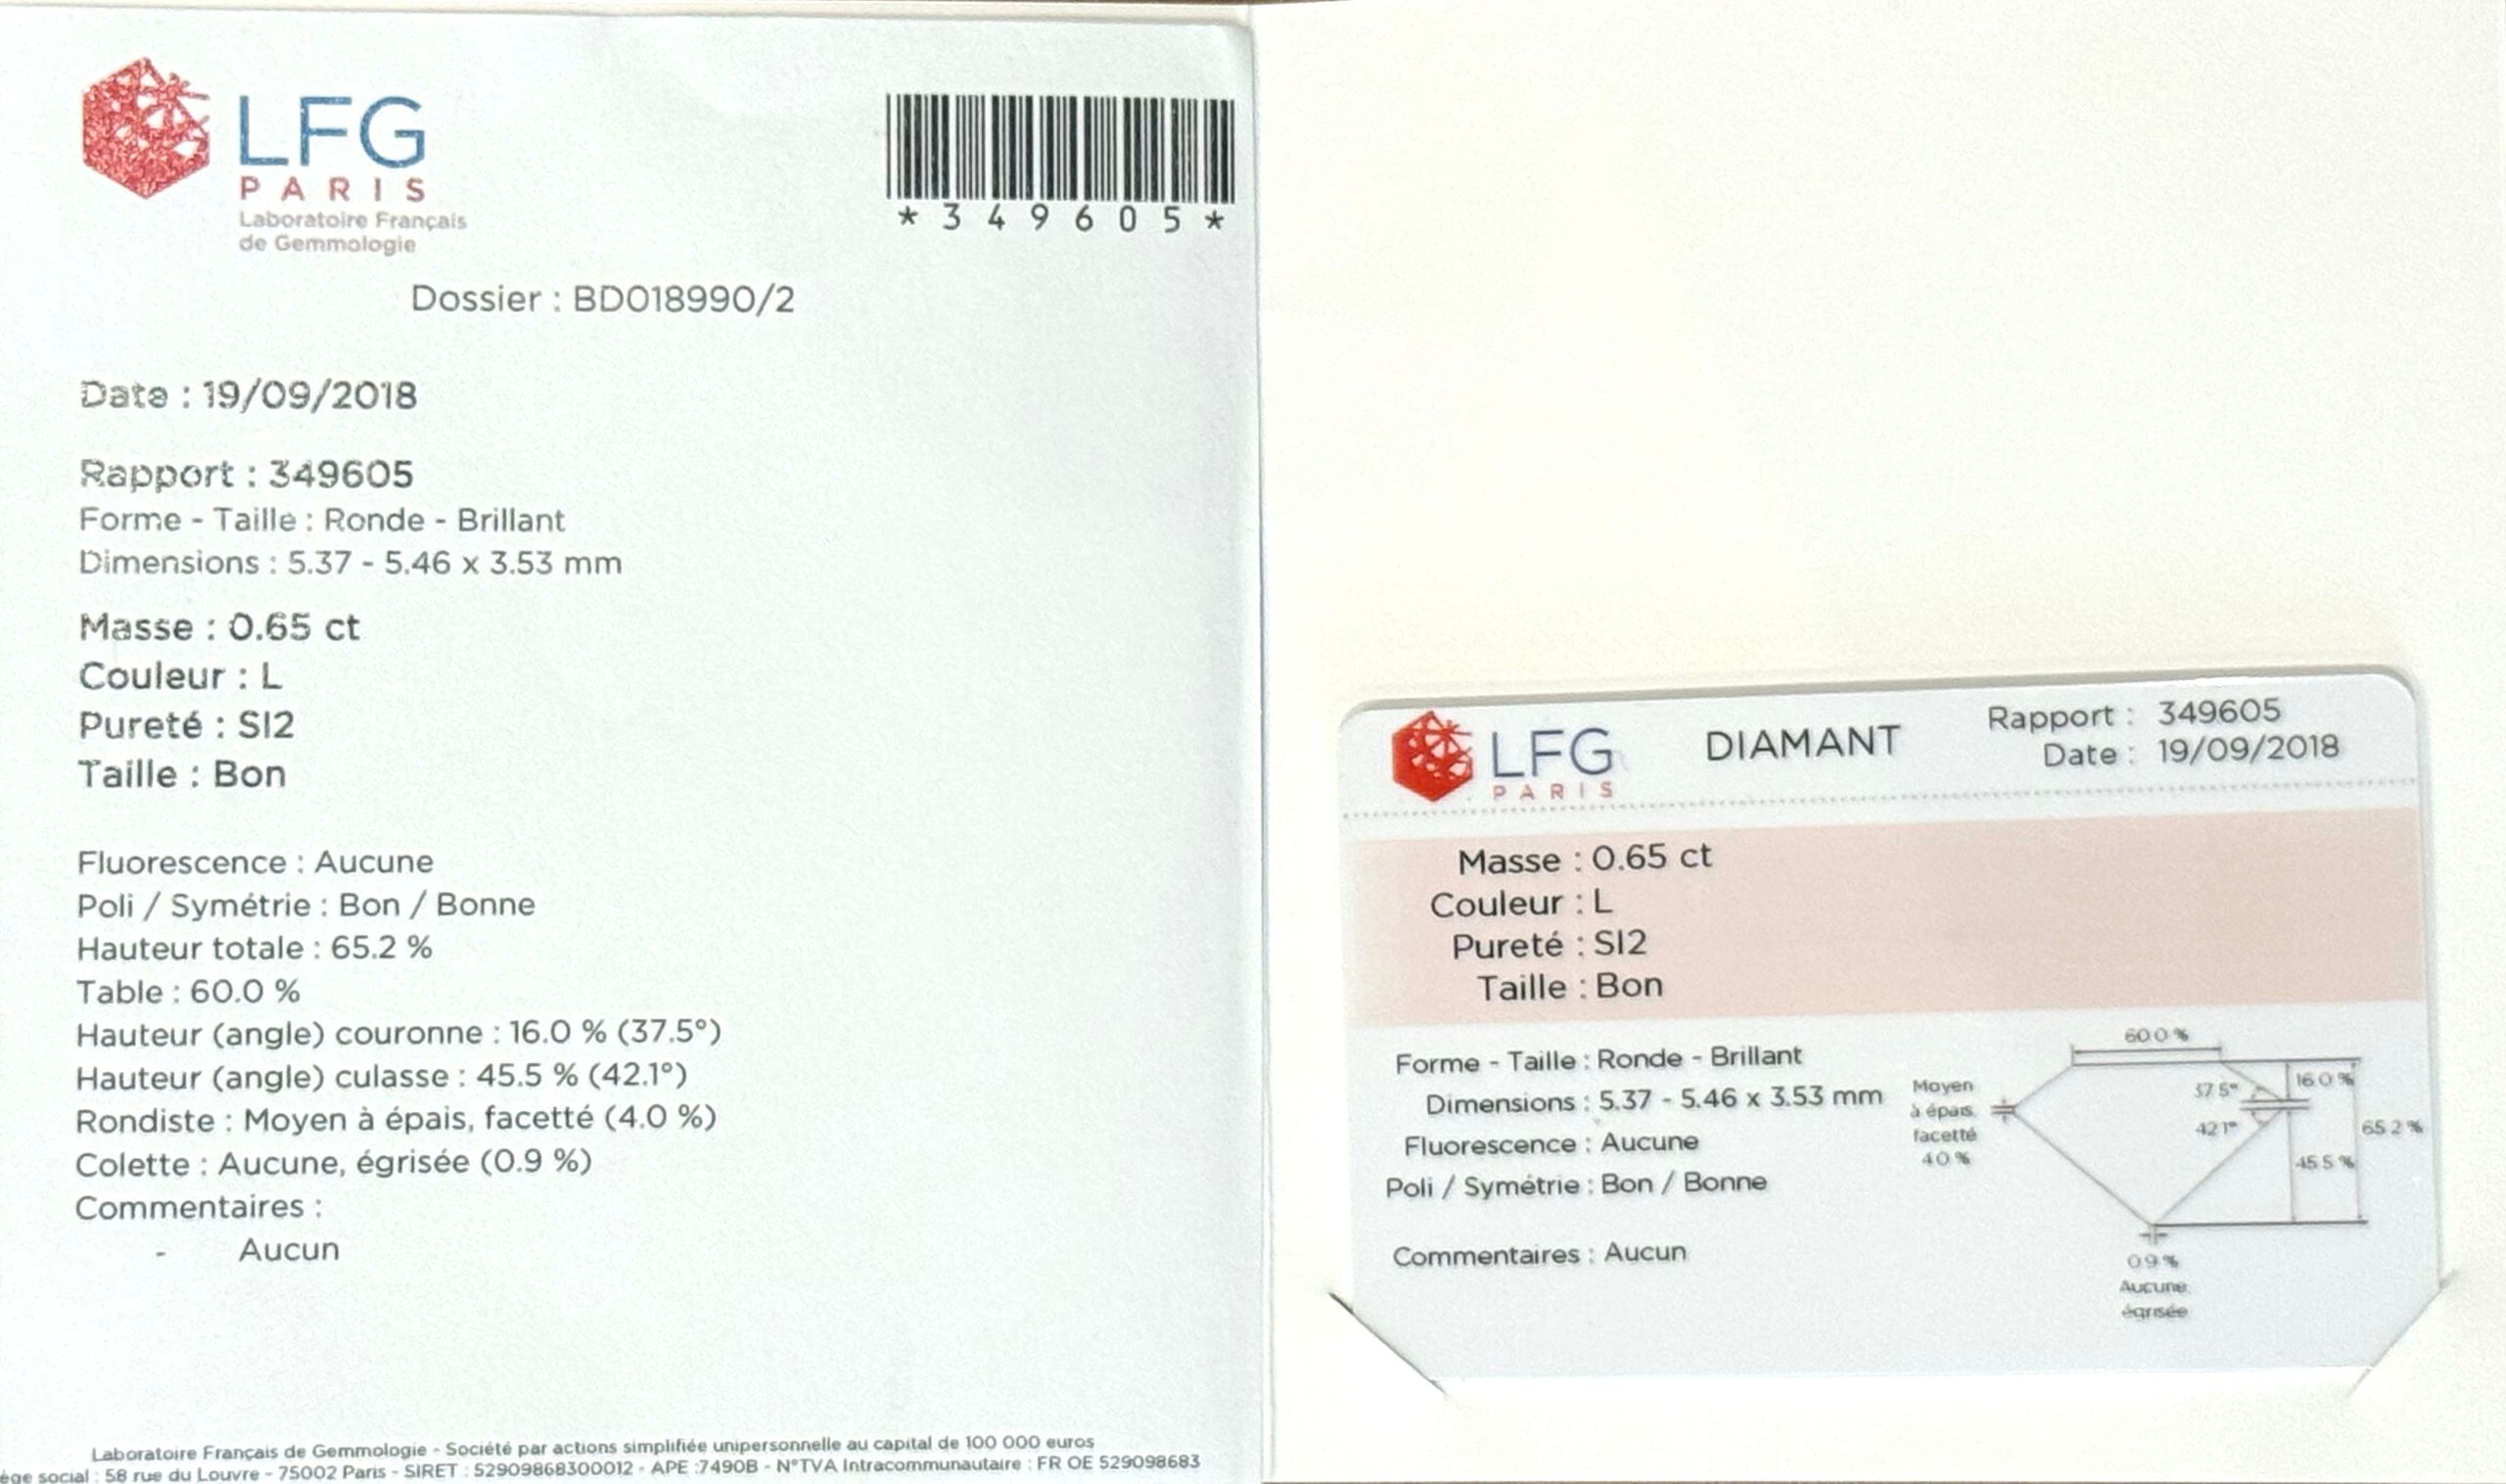 LFG
PARIS
Laboratoire Français
de Gemmologie
*349605*
Dossier : BD018990/2
Date : 19/09/2018
Rapport : 349605
Forme - Taille : Ronde - Brillant
Dimensions : 5.37 - 5.46 x 3.53 mm
Masse : 0.65 ct
Couleur : L
Pureté : SI2
Taille : Bon
Fluorescence : Aucune
Poli / Symétrie : Bon / Bonne
Hauteur totale : 65.2 %
Table : 60.0 %
Hauteur (angle) couronne : 16.0 % (37.5°)
Hauteur (angle) culasse : 45.5 % (42.1°)
Rondiste : Moyen à épais, facetté (4.0 %)
Colette : Aucune, égrisée (0.9 %)
Commentaires :
- Aucun
Laboratoire Français de Gemmologie - Société par actions simplifiée unipersonnelle au capital de 100 000 euros
social : 58 rue du Louvre - 75002 Paris - SIRET : 52909868300012 - APE :7490B - N°TVA Intracommunautaire : FR OE 529098683
LFG
PARIS
DIAMANT
Rapport : 349605
Date : 19/09/2018
Masse : 0.65 ct
Couleur : L
Pureté : SI2
Taille : Bon
Forme - Taille : Ronde - Brillant
Dimensions : 5.37 - 5.46 x 3.53 mm
Fluorescence : Aucune
Poli / Symétrie : Bon / Bonne
Commentaires : Aucun
60.0 %
Moyen
à épais,
facetté
4.0 %
37.5°
16.0 %
42.1°
65.2 %
45.5 %
0.9 %
Aucune,
égrisée